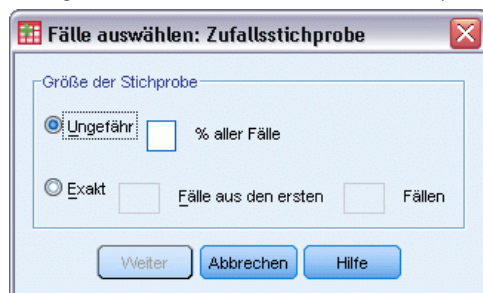 Fälle auswählen: Zufallsstichprobe
Größe der Stichprobe
Ungefähr % aller Fälle
Exakt Fälle aus den ersten Fällen
Weiter Abbrechen Hilfe